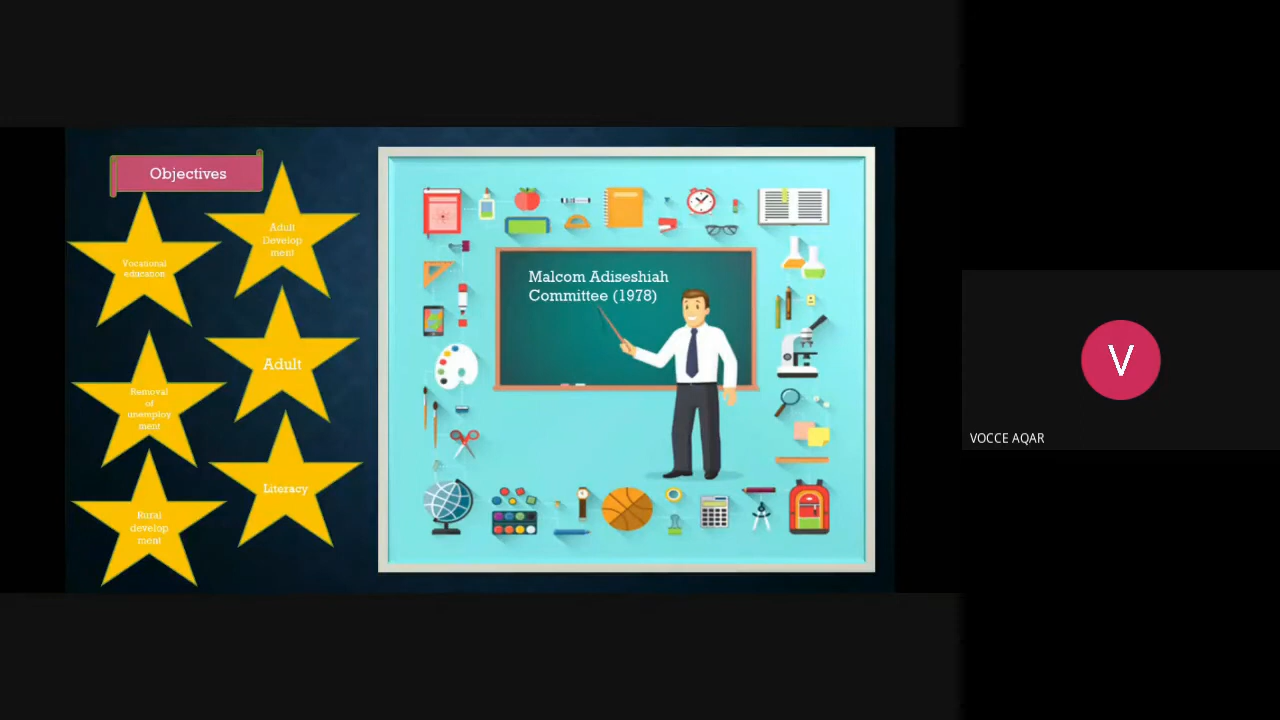 Objectives
Adult
Develop
ment
Vocational
education
Adult
Removal
of
unemploy
ment
Literacy
Rural
develop
ment
Malcom Adiseshiah
Committee (1978)
V
VOCCE AQAR